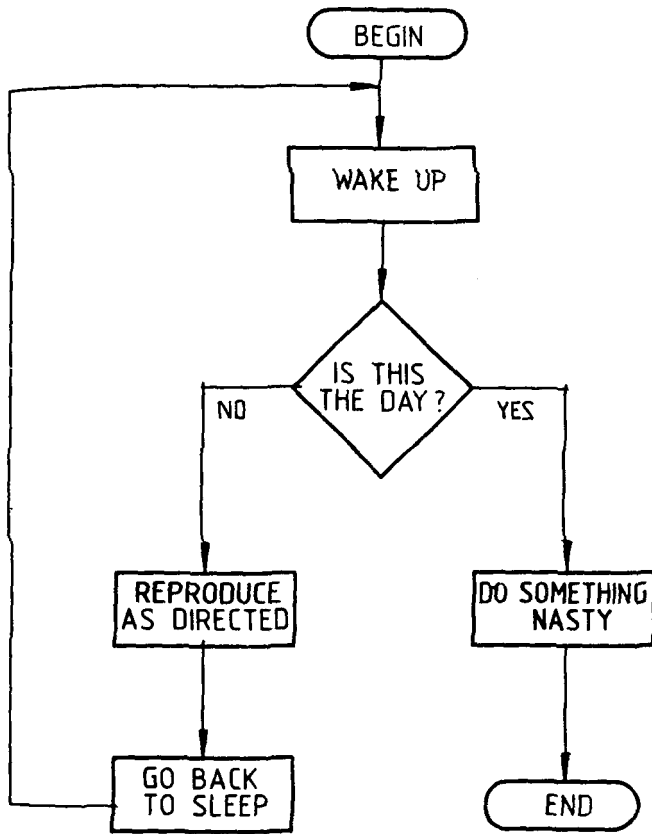 BEGIN
WAKE UP
IS THIS
THE DAY?
NO
YES
REPRODUCE
AS DIRECTED
DO SOMETHING
NASTY
GO BACK
TO SLEEP
END